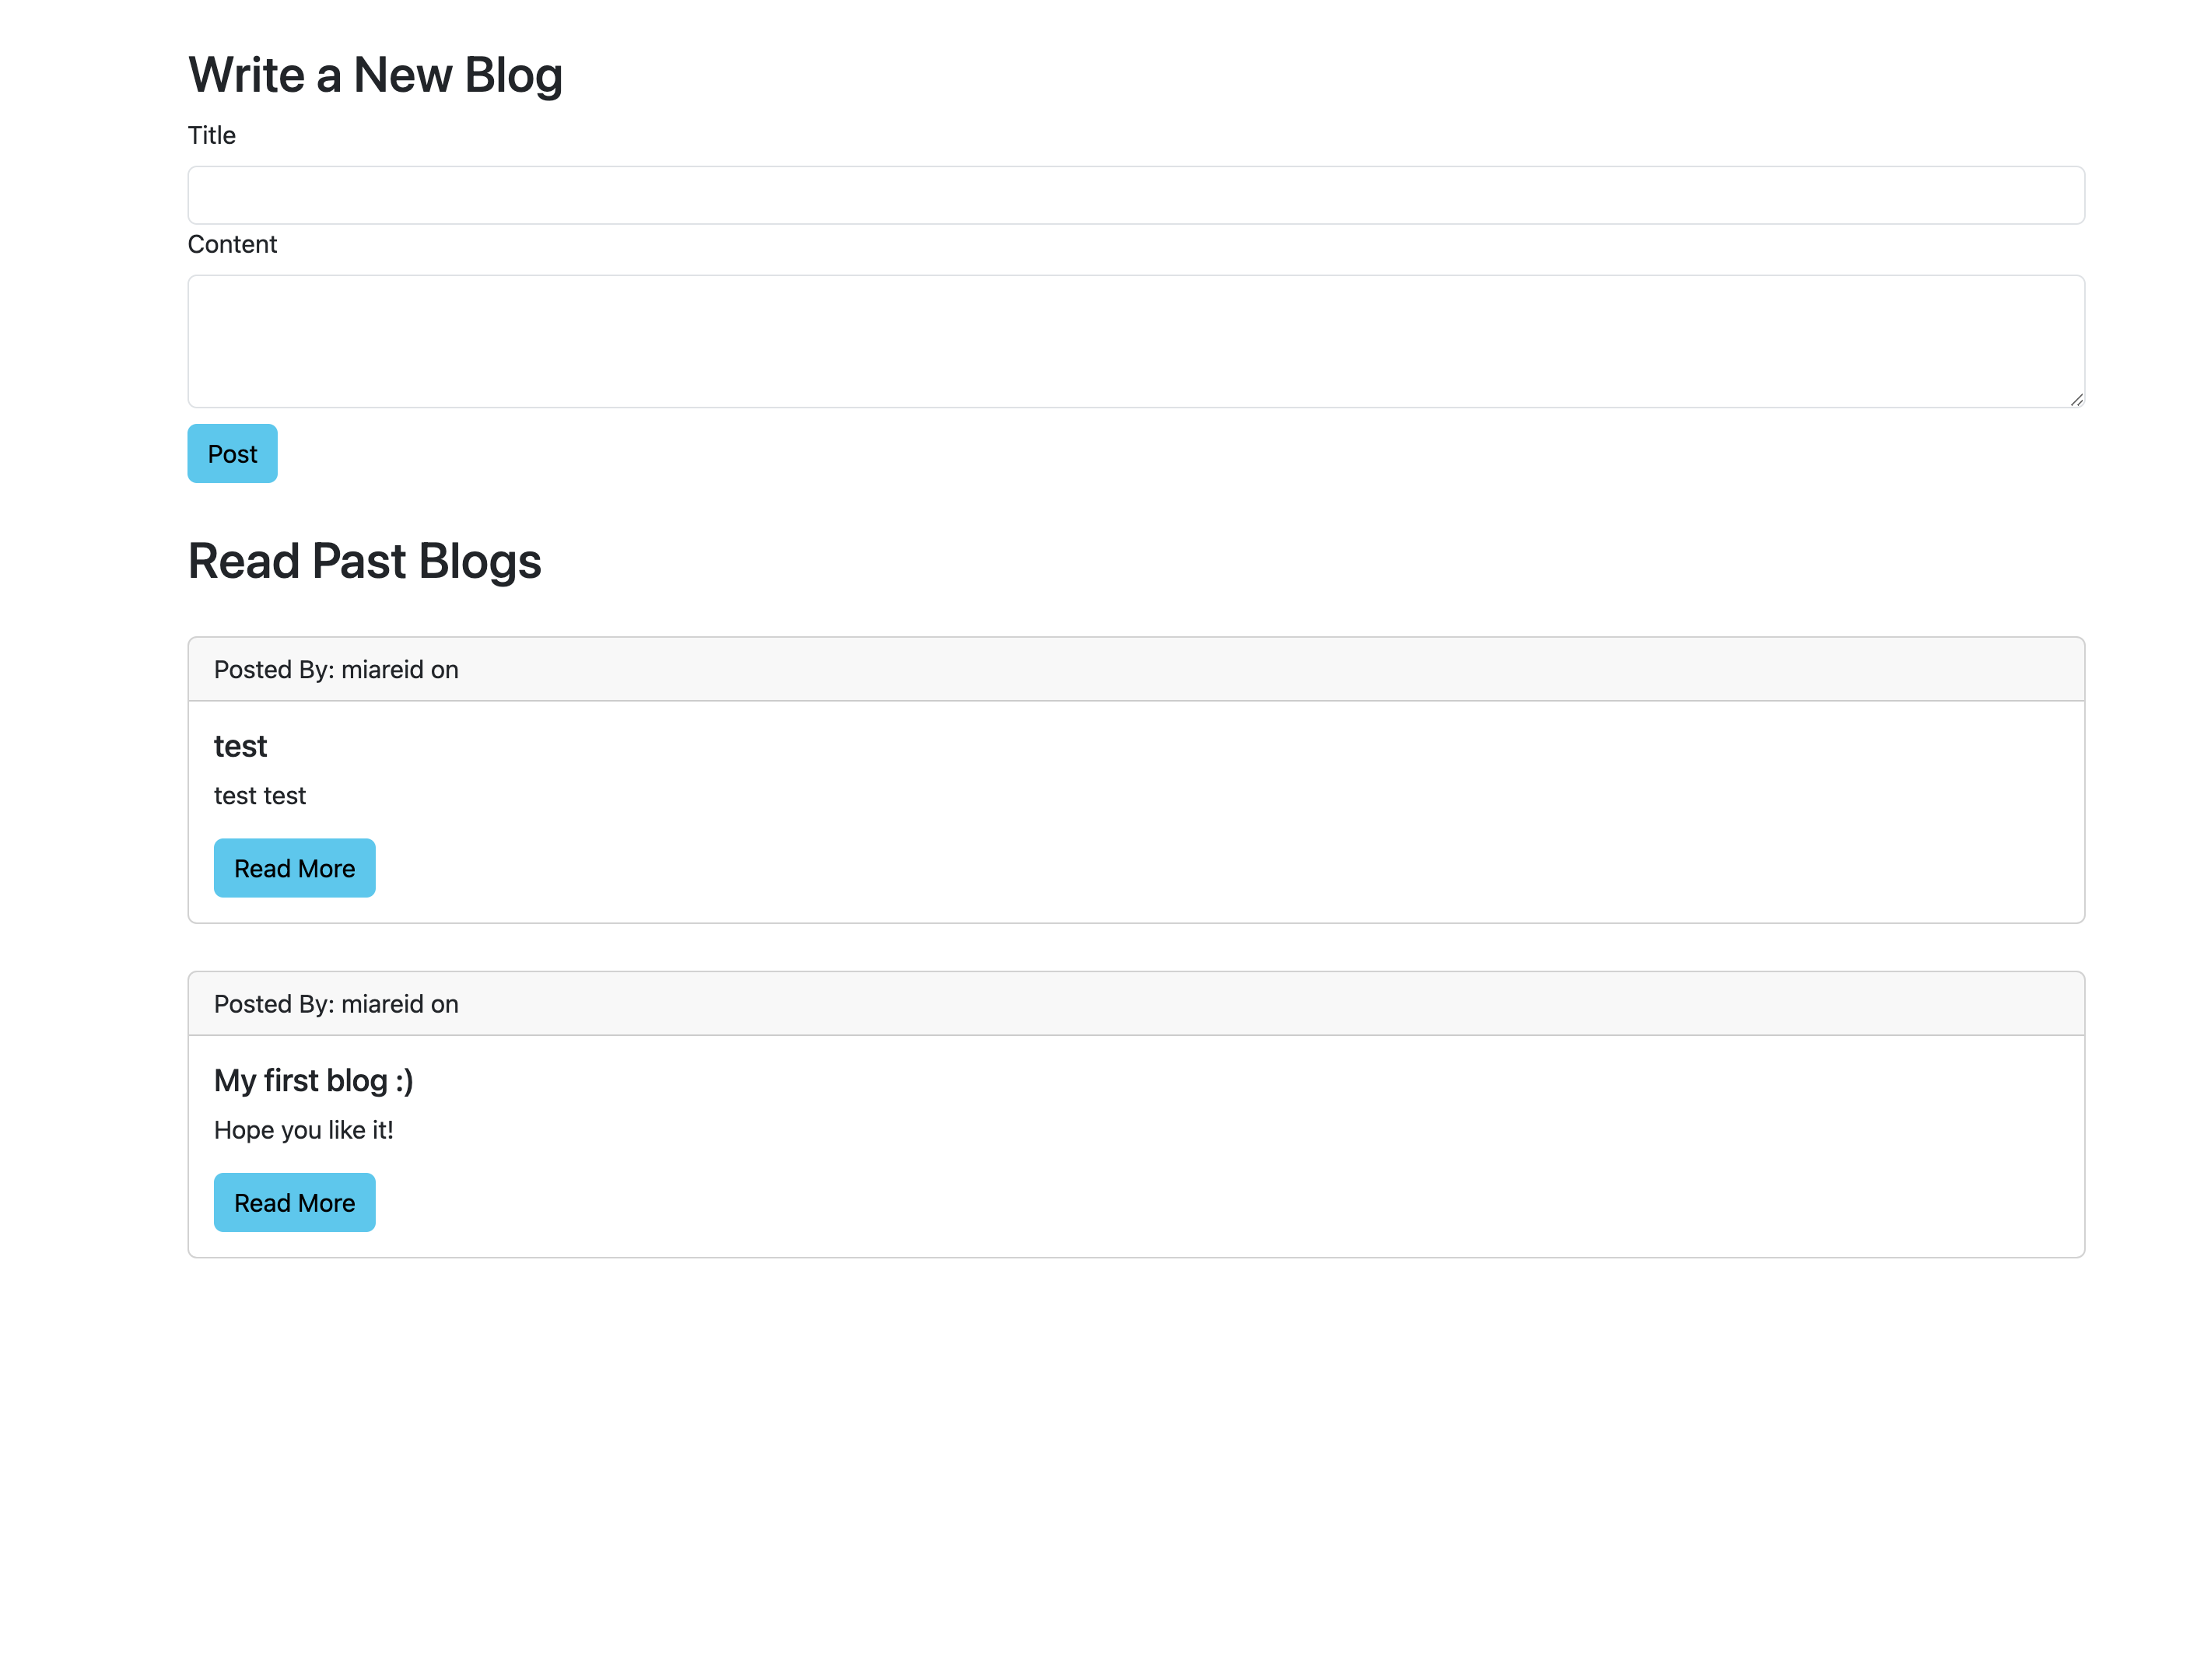 Write a New Blog
Title
Content
Post
Read Past Blogs
Posted By: miareid on
test
test test
Read More
Posted By: miareid on
My first blog :)
Hope you like it!
Read More